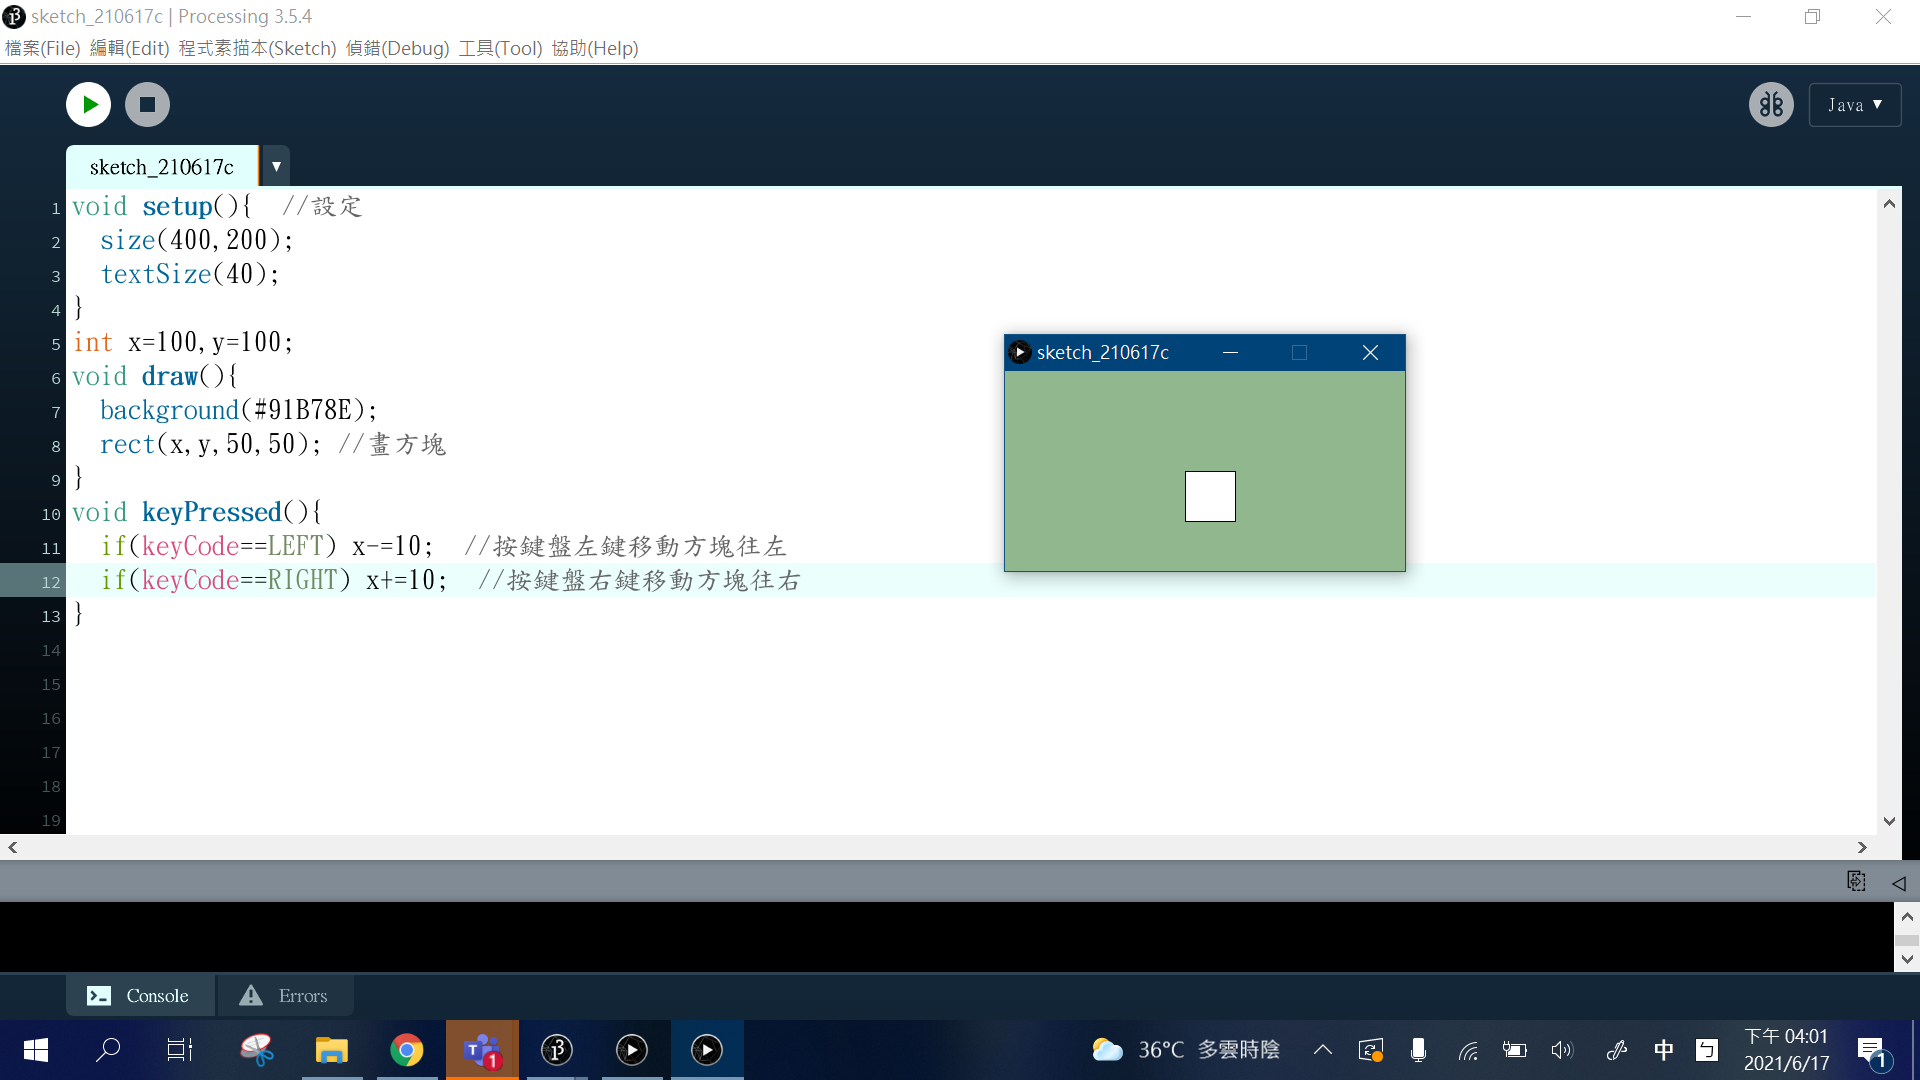 sketch_210617c | Processing 3.5.4
檔案(File) 編輯(Edit) 程式素描本(Sketch) 偵錯(Debug) 工具(Tool) 協助(Help)
Java ▼
sketch_210617c ▼
1 void setup(){  //設定
2   size(400,200);
3   textSize(40);
4 }
5 int x=100,y=100;
6 void draw(){
7   background(#91B78E);
8   rect(x,y,50,50); //畫方塊
9 }
10 void keyPressed(){
11   if(keyCode==LEFT) x-=10;  //按鍵盤左鍵移動方塊往左
12   if(keyCode==RIGHT) x+=10;  //按鍵盤右鍵移動方塊往右
13 }
14
15
16
17
18
19
sketch_210617c
Console
Errors
1
36°C 多雲時陰
中
ㄅ
下午 04:01
2021/6/17
1